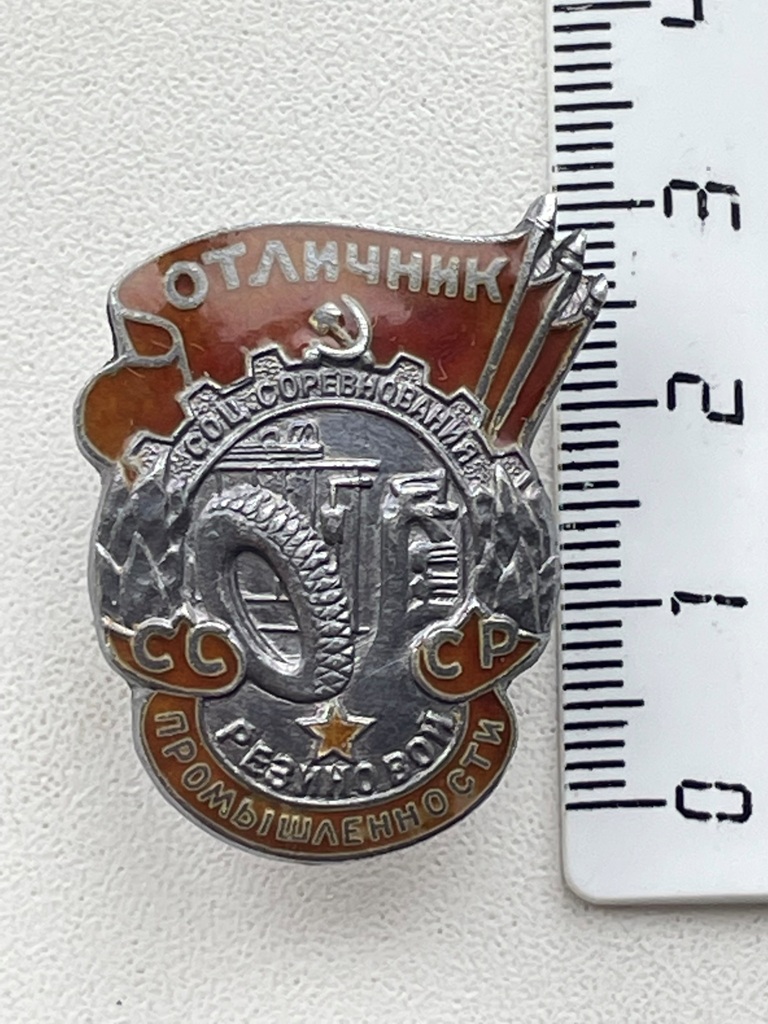 ОТЛИЧНИК
СОЦ. СОРЕВНОВАНИЯ
СС СР
РЕЗИНОВОЙ
ПРОМЫШЛЕННОСТИ
3
2
1
0